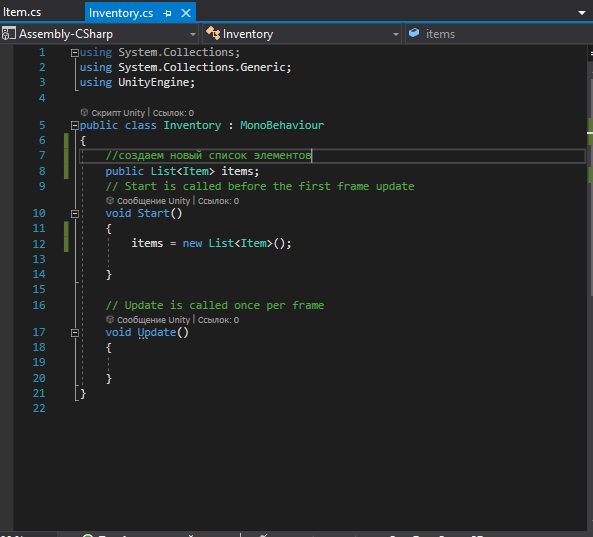 Item.cs
Inventory.cs
Assembly-CSharp
Inventory
items
1 using System.Collections;
2 using System.Collections.Generic;
3 using UnityEngine;
4
Скрипт Unity | Ссылок: 0
5 public class Inventory : MonoBehaviour
6 {
7 //создаем новый список элементов
8 public List<Item> items;
9 // Start is called before the first frame update
Сообщение Unity | Ссылок: 0
10 void Start()
11 {
12 items = new List<Item>();
13
14 }
15
16 // Update is called once per frame
Сообщение Unity | Ссылок: 0
17 void Update()
18 {
19
20 }
21 }
22